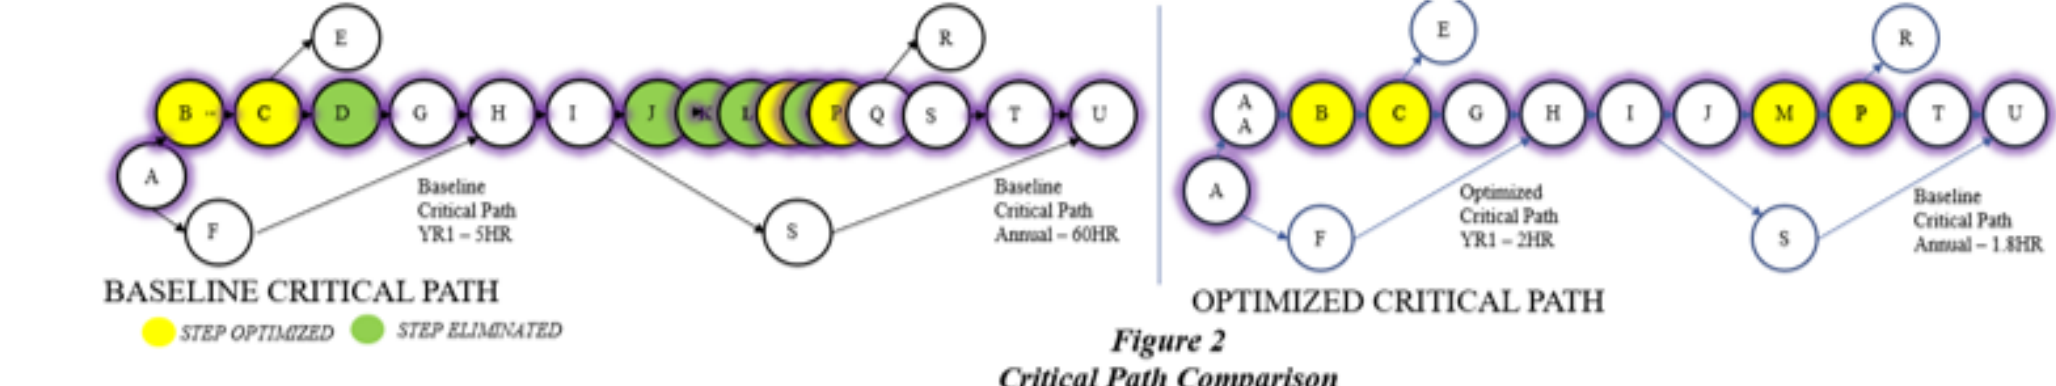 E
R
B C D G H I J K L P Q S T U
A
F
S
Baseline
Critical Path
YR1 – 5HR
Baseline
Critical Path
Annual – 60HR
BASELINE CRITICAL PATH
STEP OPTIMIZED STEP ELIMINATED
E
R
A
A
B C G H I J M P T U
A
F
S
Optimized
Critical Path
YR1 – 2HR
Baseline
Critical Path
Annual – 1.8HR
OPTIMIZED CRITICAL PATH
Figure 2
Critical Path Comparison